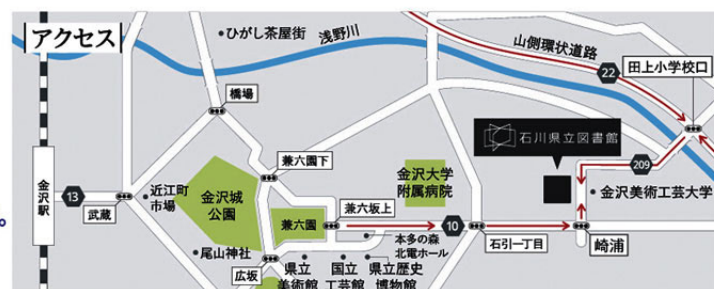 アクセス
ひがし茶屋街
浅野川
山側環状道路
22
田上小学校口
橋場
石川県立図書館
兼六園下
209
金沢大学
附属病院
金沢駅
13
武蔵
近江町
市場
金沢城
公園
金沢美術工芸大学
兼六園
兼六坂上
10
石引一丁目
崎浦
本多の森
北電ホール
尾山神社
広坂
県立
美術館
国立
工芸館
県立歴史
博物館